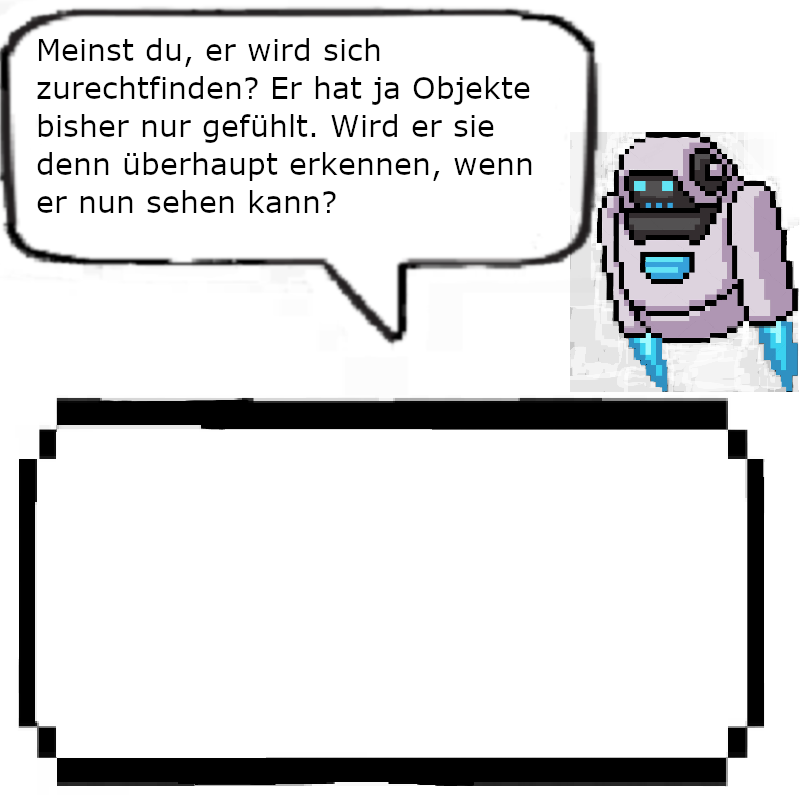 Meinst du, er wird sich
zurechtfinden? Er hat ja Objekte
bisher nur gefühlt. Wird er sie
denn überhaupt erkennen, wenn
er nun sehen kann?